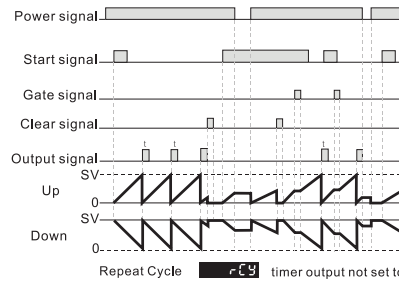 Power signal
Start signal
Gate signal
Clear signal
t t t
Output signal
SV
Up
0
SV
Down
0
Repeat Cycle rCY timer output not set to